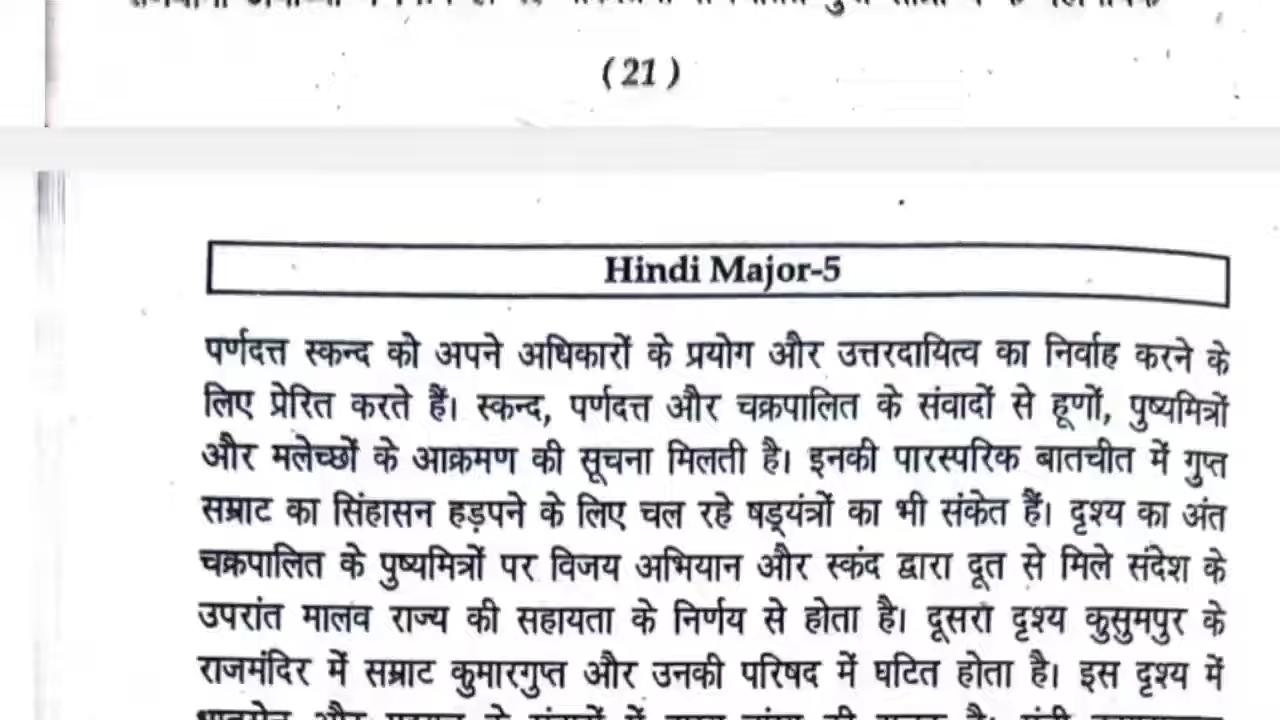 ( 21 )
Hindi Major-5
पर्णदत्त स्कन्द को अपने अधिकारों के प्रयोग और उत्तरदायित्व का निर्वाह करने के
लिए प्रेरित करते हैं। स्कन्द, पर्णदत्त और चक्रपालित के संवादों से हूणों, पुष्यमित्रों
और मलेच्छों के आक्रमण की सूचना मिलती है। इनकी पारस्परिक बातचीत में गुप्त
सम्राट का सिंहासन हड़पने के लिए चल रहे षड्यंत्रों का भी संकेत हैं। दृश्य का अंत
चक्रपालित के पुष्यमित्रों पर विजय अभियान और स्कंद द्वारा दूत से मिले संदेश के
उपरांत मालव राज्य की सहायता के निर्णय से होता है। दूसरा दृश्य कुसुमपुर के
राजमंदिर में सम्राट कुमारगुप्त और उनकी परिषद में घटित होता है। इस दृश्य में